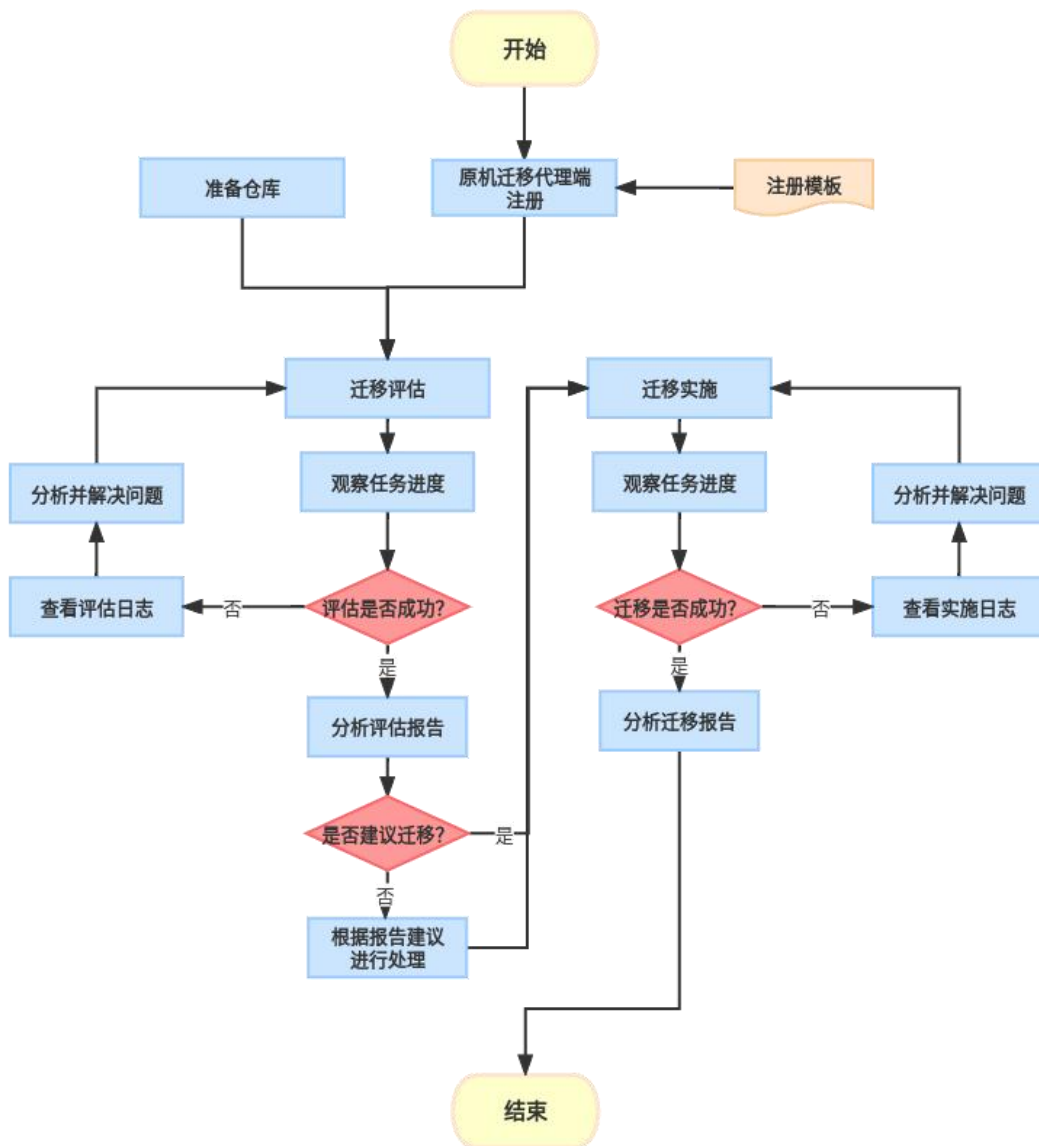 开始
准备仓库
原机迁移代理端
注册
注册模板
迁移评估
迁移实施
分析并解决问题
观察任务进度
观察任务进度
分析并解决问题
查看评估日志
否
评估是否成功?
迁移是否成功?
否
查看实施日志
是
是
分析评估报告
分析迁移报告
是否建议迁移?
是
否
根据报告建议
进行处理
结束